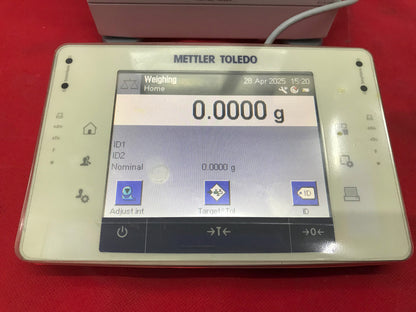 METTLER TOLEDO
Weighing
Home
28.Apr 2025 15:20
0.0000 g
ID1
ID2
Nominal 0.0000 g
Adjust.int Target/Tol ID
→T← →0←